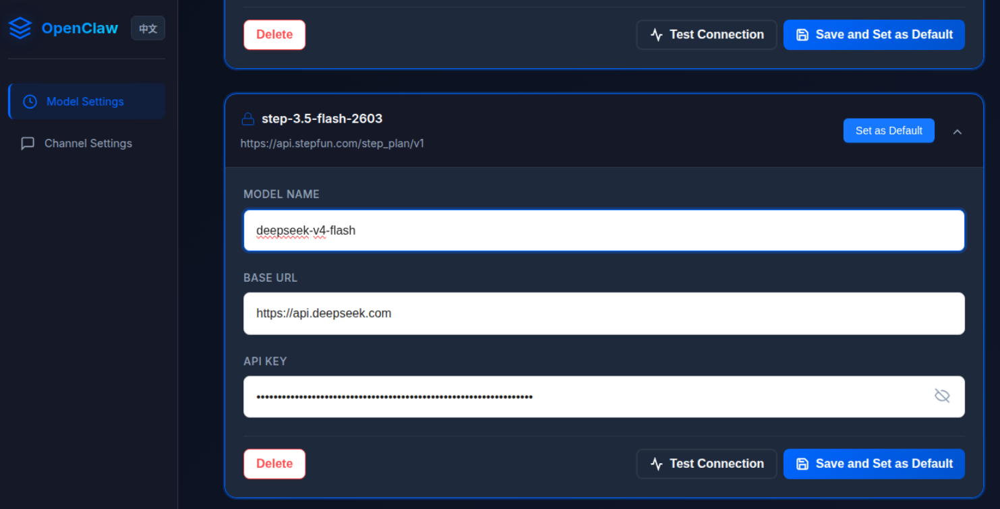 OpenClaw
中文
Model Settings
Channel Settings
Delete
Test Connection
Save and Set as Default
step-3.5-flash-2603
https://api.stepfun.com/step_plan/v1
Set as Default
MODEL NAME
deepseek-v4-flash
BASE URL
https://api.deepseek.com
API KEY
Delete
Test Connection
Save and Set as Default